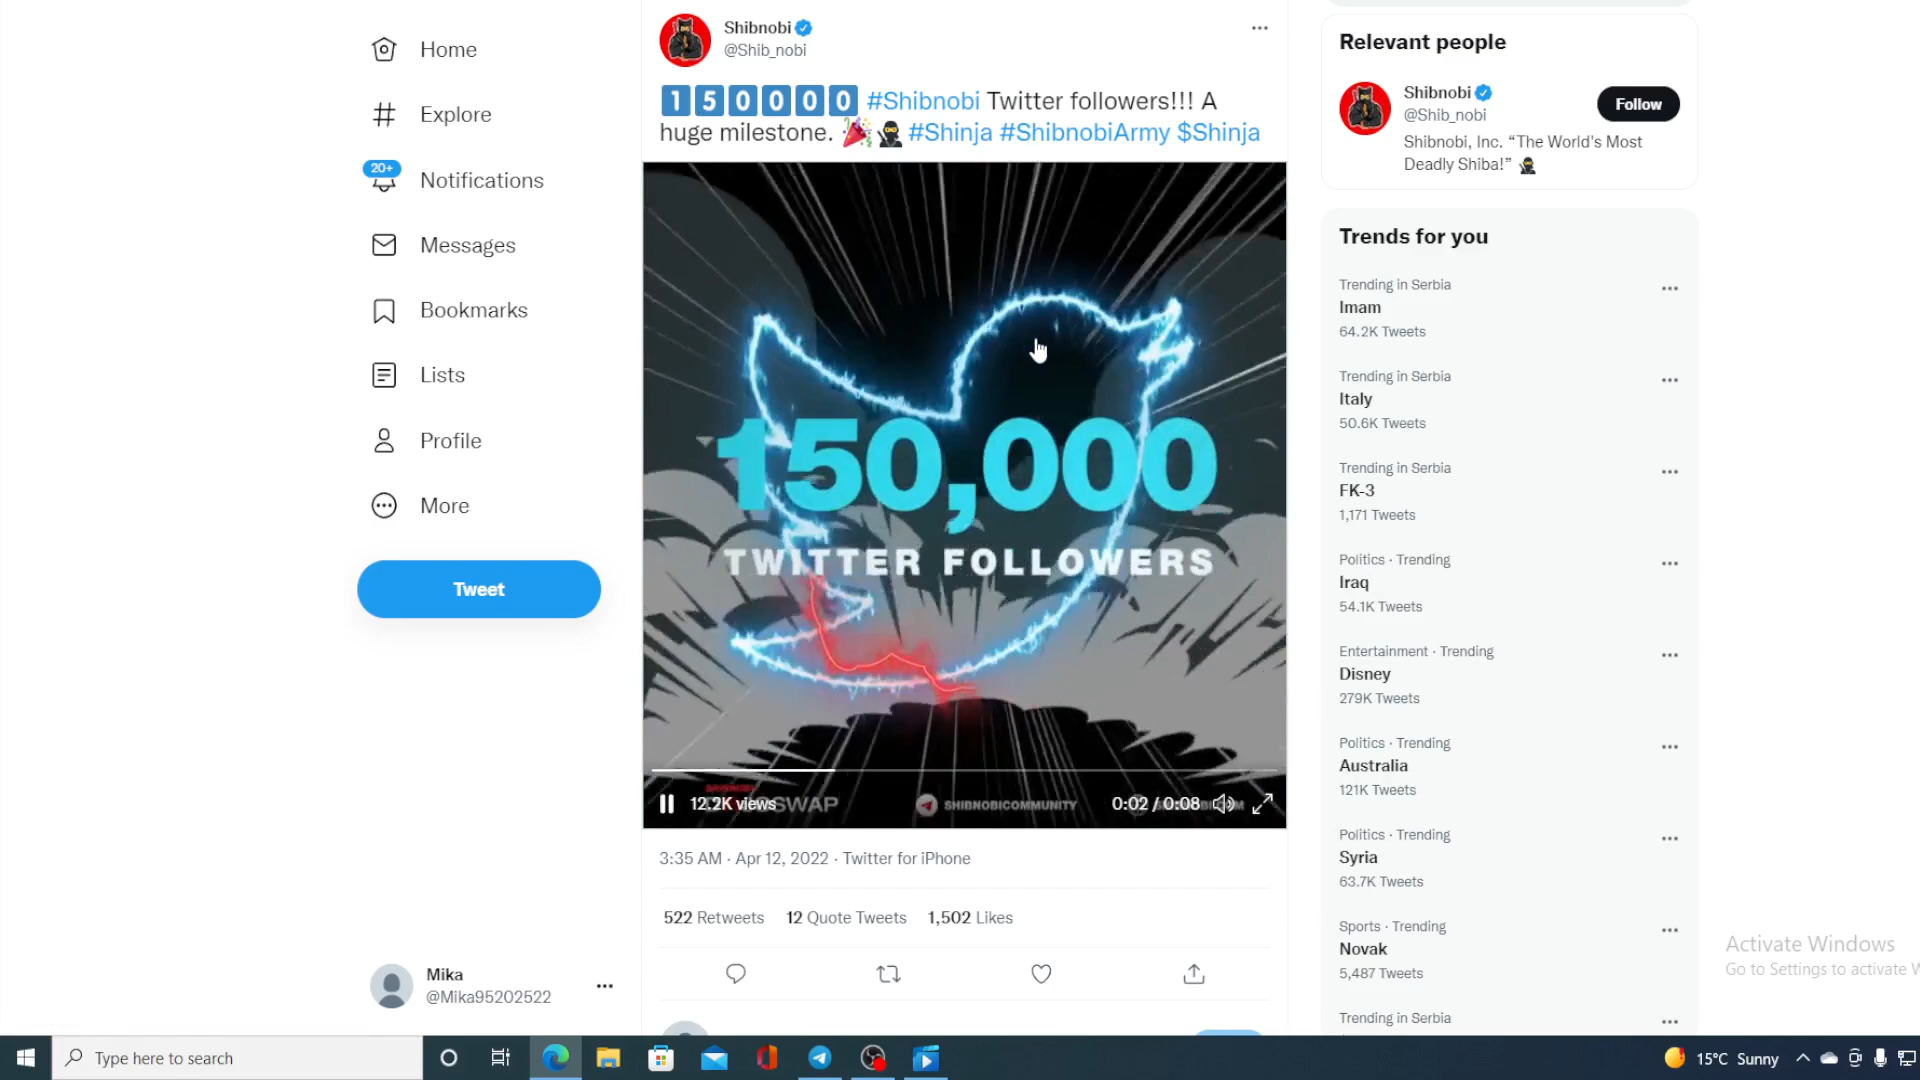 Home
Explore
20+
Notifications
Messages
Bookmarks
Lists
Profile
More
Tweet
Mika
@Mika95202522
Shibnobi
@Shib_nobi
150000 #Shibnobi Twitter followers!!! A
huge milestone. 🎉🥷 #Shinja #ShibnobiArmy $Shinja
150,000
TWITTER FOLLOWERS
12.2K views
SWAP
SHIBNOBICOMMUNITY
0:02 / 0:08
3:35 AM · Apr 12, 2022 · Twitter for iPhone
522 Retweets 12 Quote Tweets 1,502 Likes
Relevant people
Shibnobi
@Shib_nobi
Follow
Shibnobi, Inc. “The World's Most
Deadly Shiba!” 🥷
Trends for you
Trending in Serbia
Imam
64.2K Tweets
Trending in Serbia
Italy
50.6K Tweets
Trending in Serbia
FK-3
1,171 Tweets
Politics · Trending
Iraq
54.1K Tweets
Entertainment · Trending
Disney
279K Tweets
Politics · Trending
Australia
121K Tweets
Politics · Trending
Syria
63.7K Tweets
Sports · Trending
Novak
5,487 Tweets
Trending in Serbia
Activate Windows
Go to Settings to activate W
Type here to search
15°C Sunny